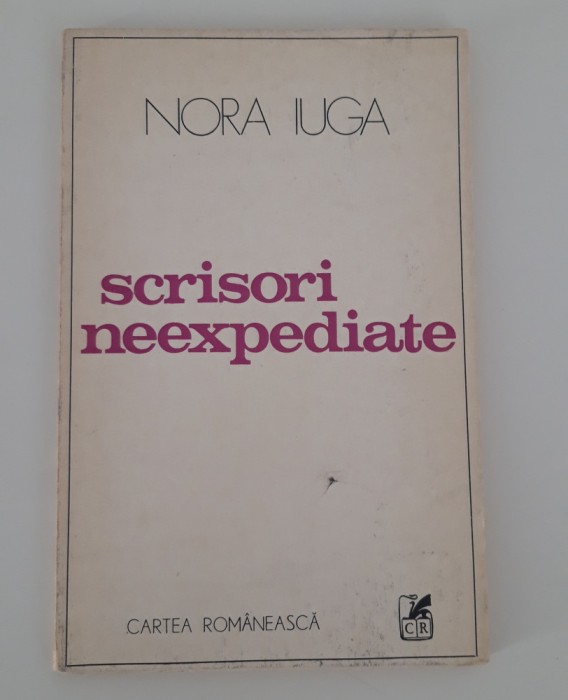 NORA IUGA
scrisori
neexpediate
CARTEA ROMÂNEASCĂ
CR